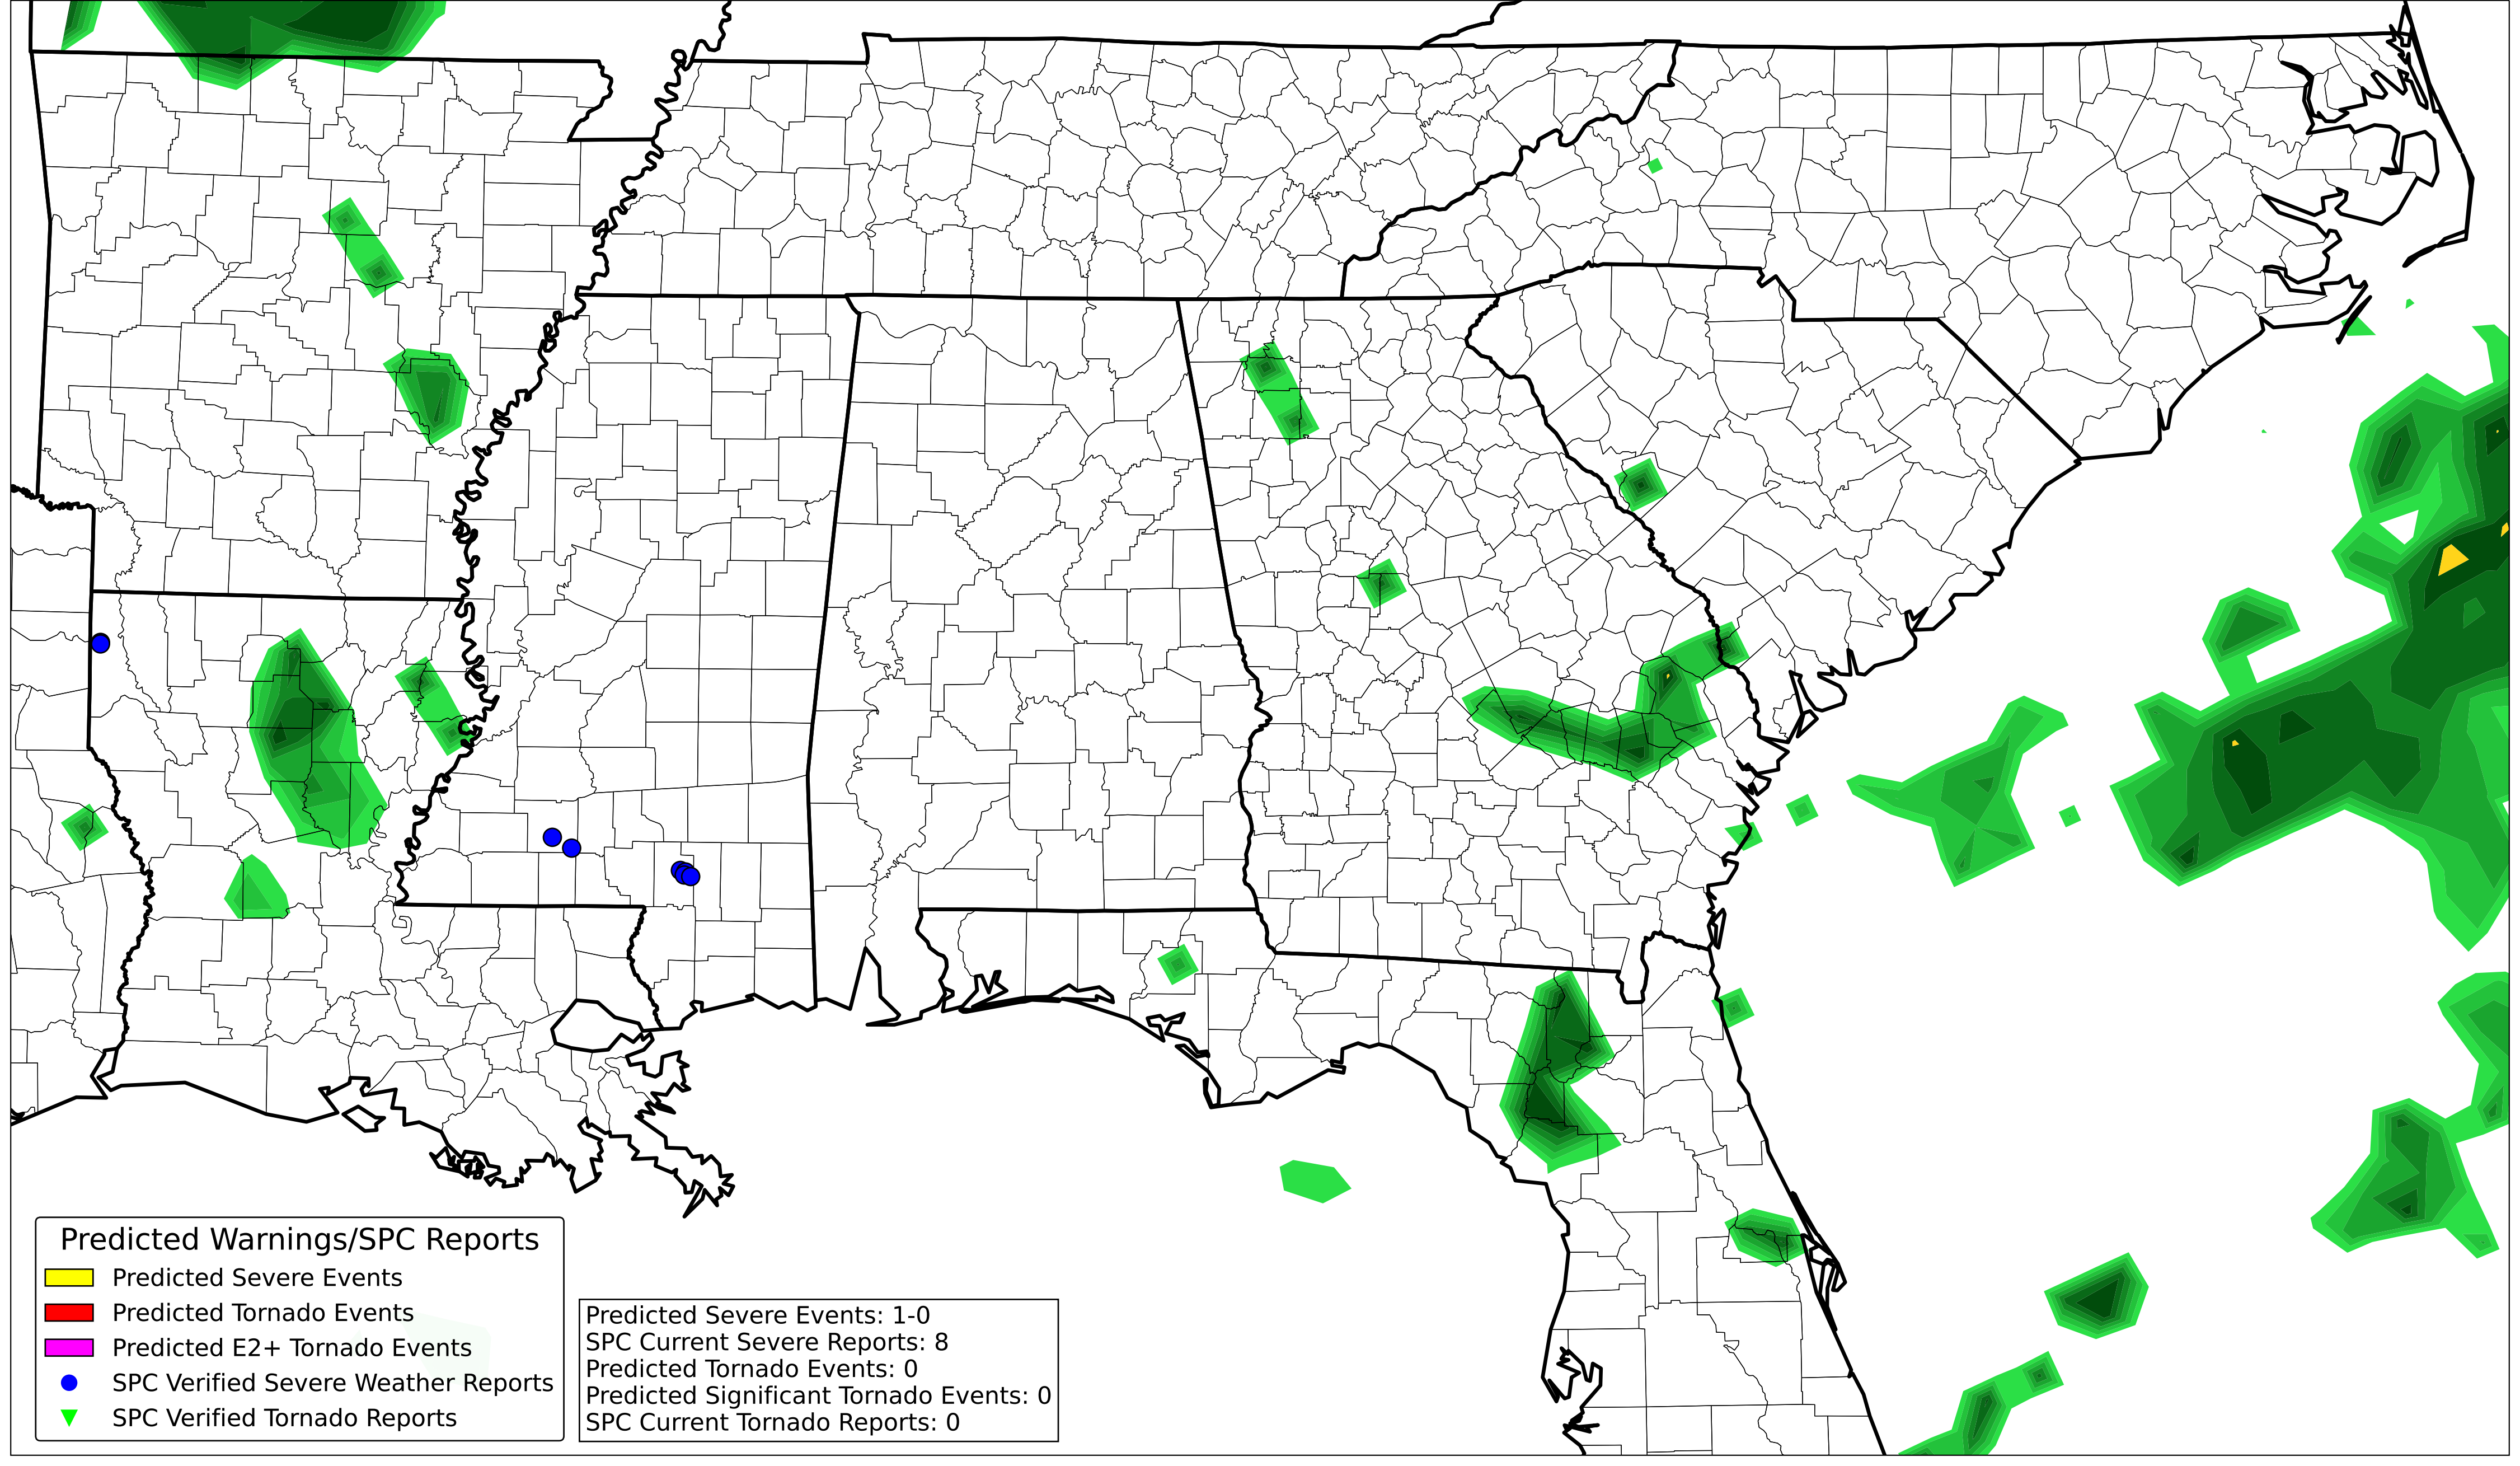 Predicted Warnings/SPC Reports
Predicted Severe Events
Predicted Tornado Events
Predicted E2+ Tornado Events
SPC Verified Severe Weather Reports
SPC Verified Tornado Reports
Predicted Severe Events: 1-0
SPC Current Severe Reports: 8
Predicted Tornado Events: 0
Predicted Significant Tornado Events: 0
SPC Current Tornado Reports: 0